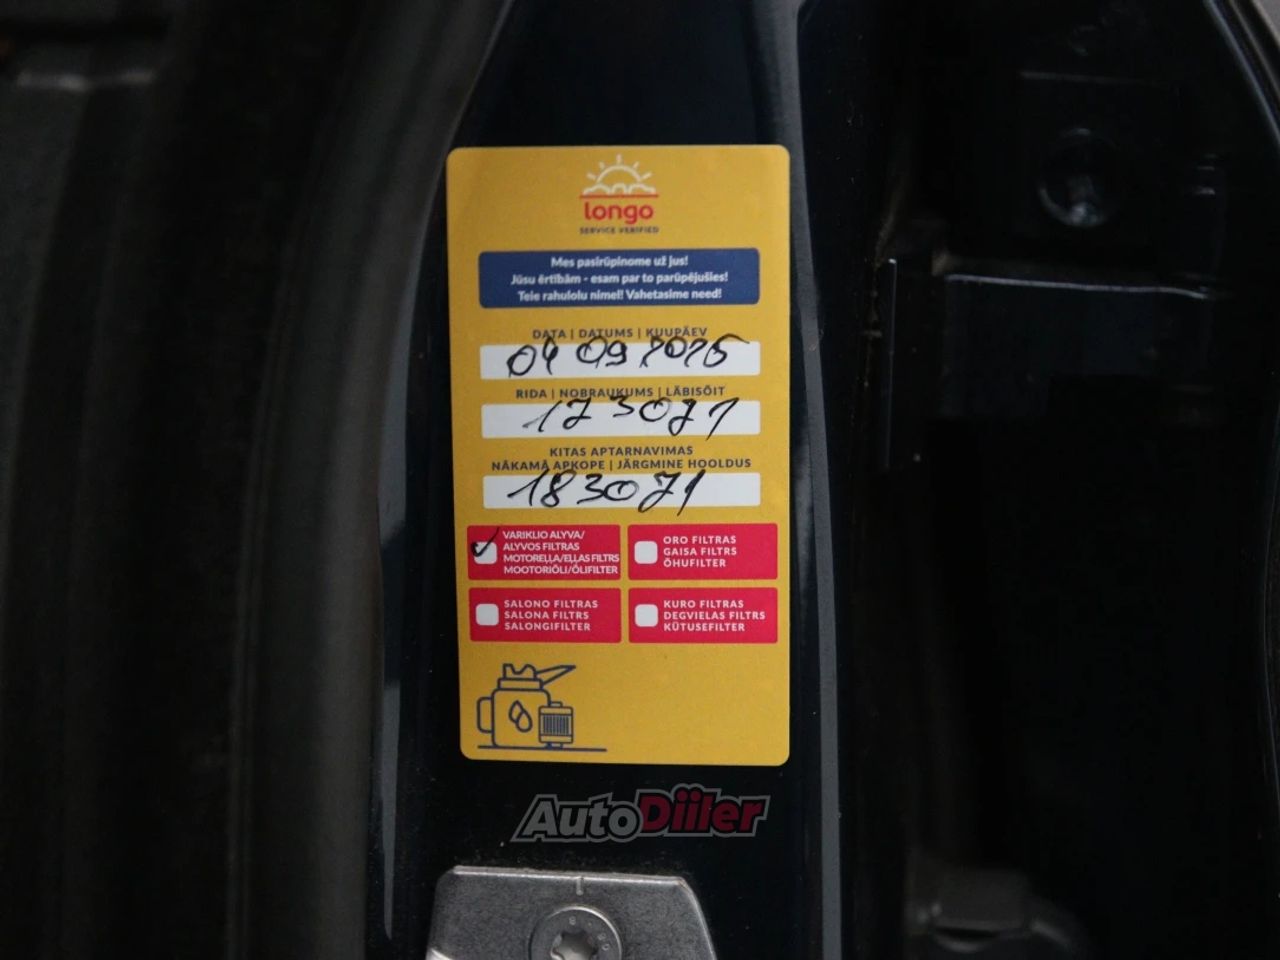 longo
SERVICE VERIFIED
Mes pasirūpinome už jus!
Jūsu ērtībām - esam par to parūpējušies!
Teie rahulolu nimel! Vahetasime need!
DATA | DATUMS | KUUPÄEV
04 09 2025
RIDA | NOBRAUKUMS | LÄBISÕIT
173071
KITAS APTARNAVIMAS
NĀKAMĀ APKOPE | JÄRGMINE HOOLDUS
183071
VARIKLIO ALYVA/
ALYVOS FILTRAS
MOTOREĻĻA/EĻĻAS FILTRS
MOOTORIÕLI/ÕLIFILTER
ORO FILTRAS
GAISA FILTRS
ÕHUFILTER
SALONO FILTRAS
SALONA FILTRS
SALONGIFILTER
KURO FILTRAS
DEGVIELAS FILTRS
KÜTUSEFILTER
AutoDiiler